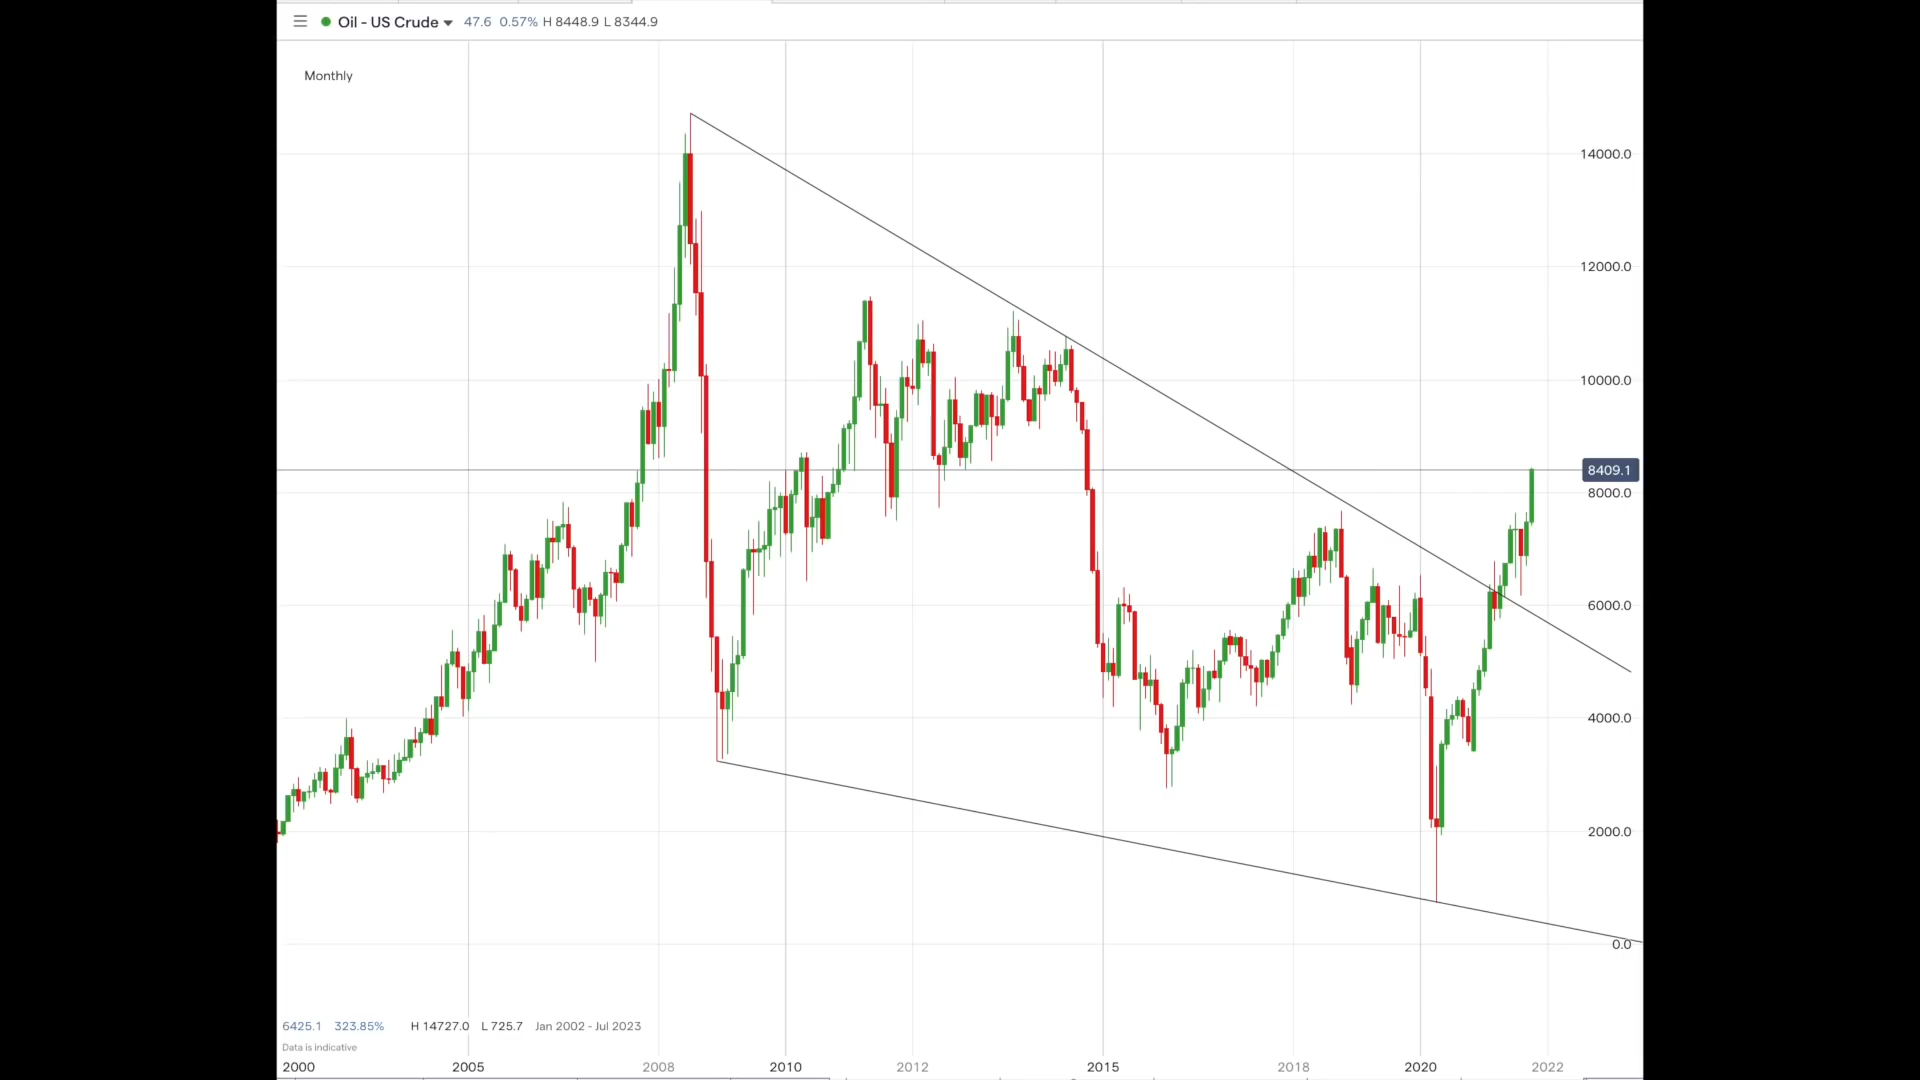 Oil - US Crude 47.6 0.57% H 8448.9 L 8344.9
Monthly
14000.0
12000.0
10000.0
8409.1
8000.0
6000.0
4000.0
2000.0
0.0
6425.1 323.85% H 14727.0 L 725.7 Jan 2002 - Jul 2023
Data is indicative
2000 2005 2008 2010 2012 2015 2018 2020 2022